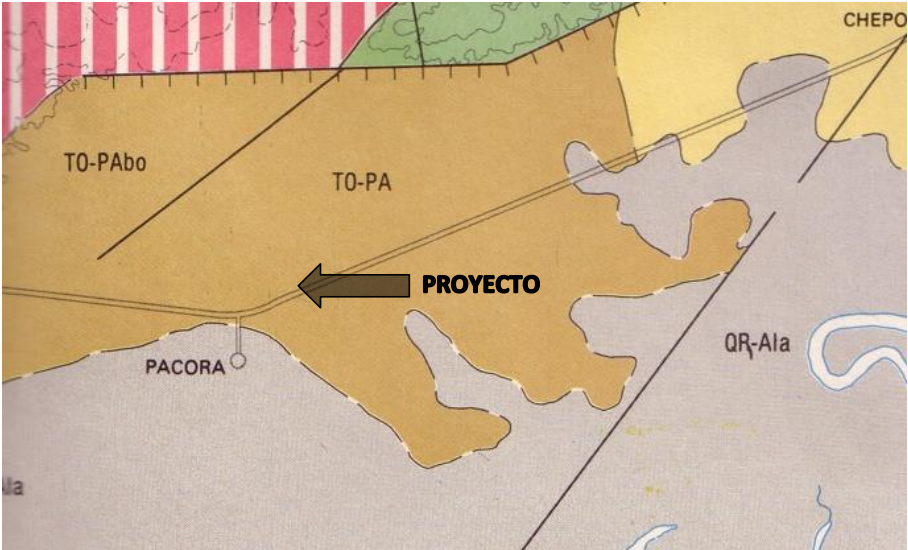 CHEPO
TO-PAbo
TO-PA
PROYECTO
QR-Ala
PACORA
Ala